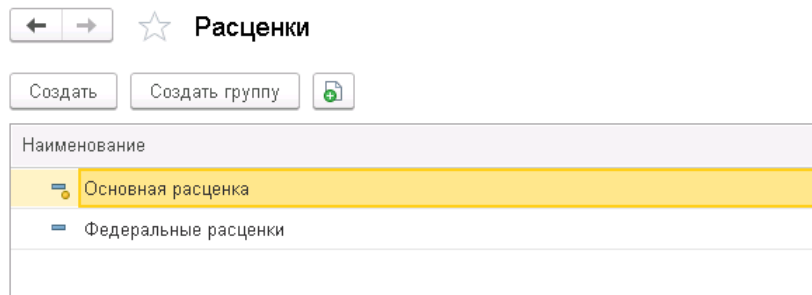 Расценки
Создать Создать группу
Наименование
Основная расценка
Федеральные расценки